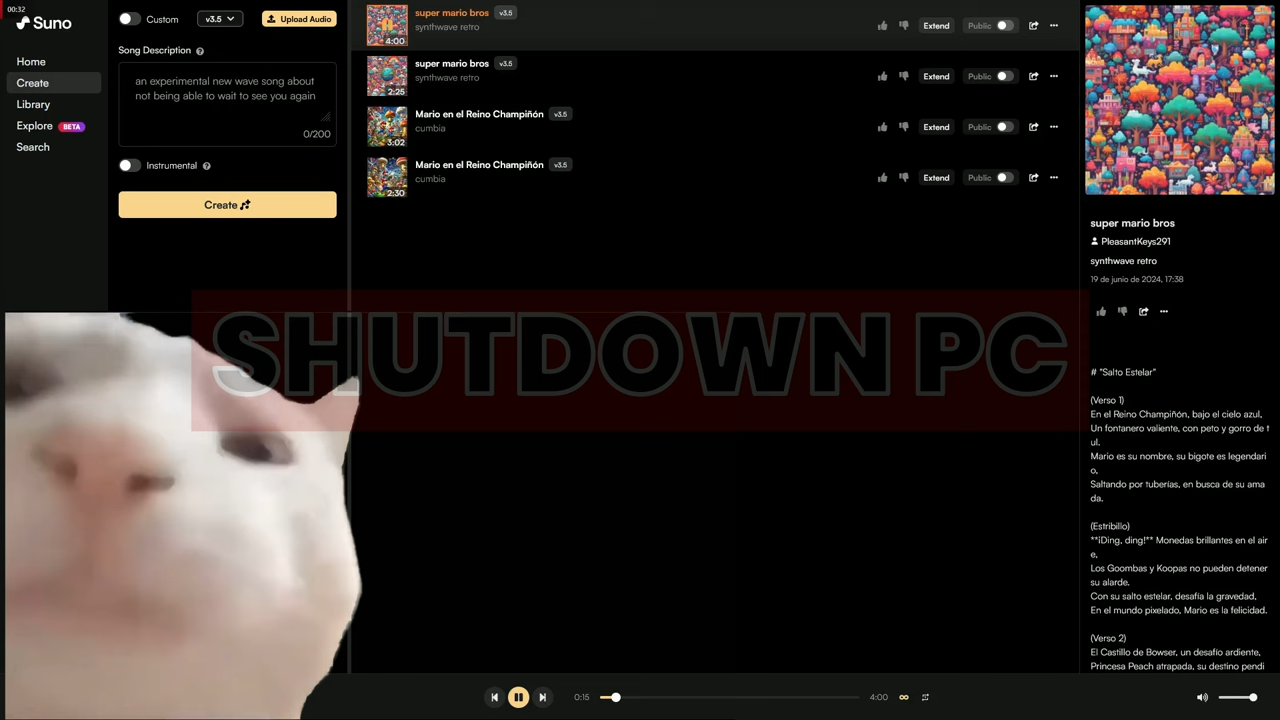 00:32
Suno
Home
Create
Library
Explore BETA
Search
Custom
v3.5
Upload Audio
Song Description
an experimental new wave song about
not being able to wait to see you again
0/200
Instrumental
Create
super mario bros v3.5
synthwave retro
4:00
Extend
Public
super mario bros v3.5
synthwave retro
2:25
Extend
Public
Mario en el Reino Champiñón v3.5
cumbia
3:02
Extend
Public
Mario en el Reino Champiñón v3.5
cumbia
2:30
Extend
Public
SHUTDOWN PC
super mario bros
PleasantKeys291
synthwave retro
19 de junio de 2024, 17:38
# "Salto Estelar"
(Verso 1)
En el Reino Champiñón, bajo el cielo azul,
Un fontanero valiente, con peto y gorro de t
ul.
Mario es su nombre, su bigote es legendari
o,
Saltando por tuberías, en busca de su ama
da.
(Estribillo)
**¡Ding, ding!** Monedas brillantes en el air
e,
Los Goombas y Koopas no pueden detener
su alarde.
Con su salto estelar, desafía la gravedad,
En el mundo pixelado, Mario es la felicidad.
(Verso 2)
El Castillo de Bowser, un desafío ardiente,
Princesa Peach atrapada, su destino pendi
0:15
4:00